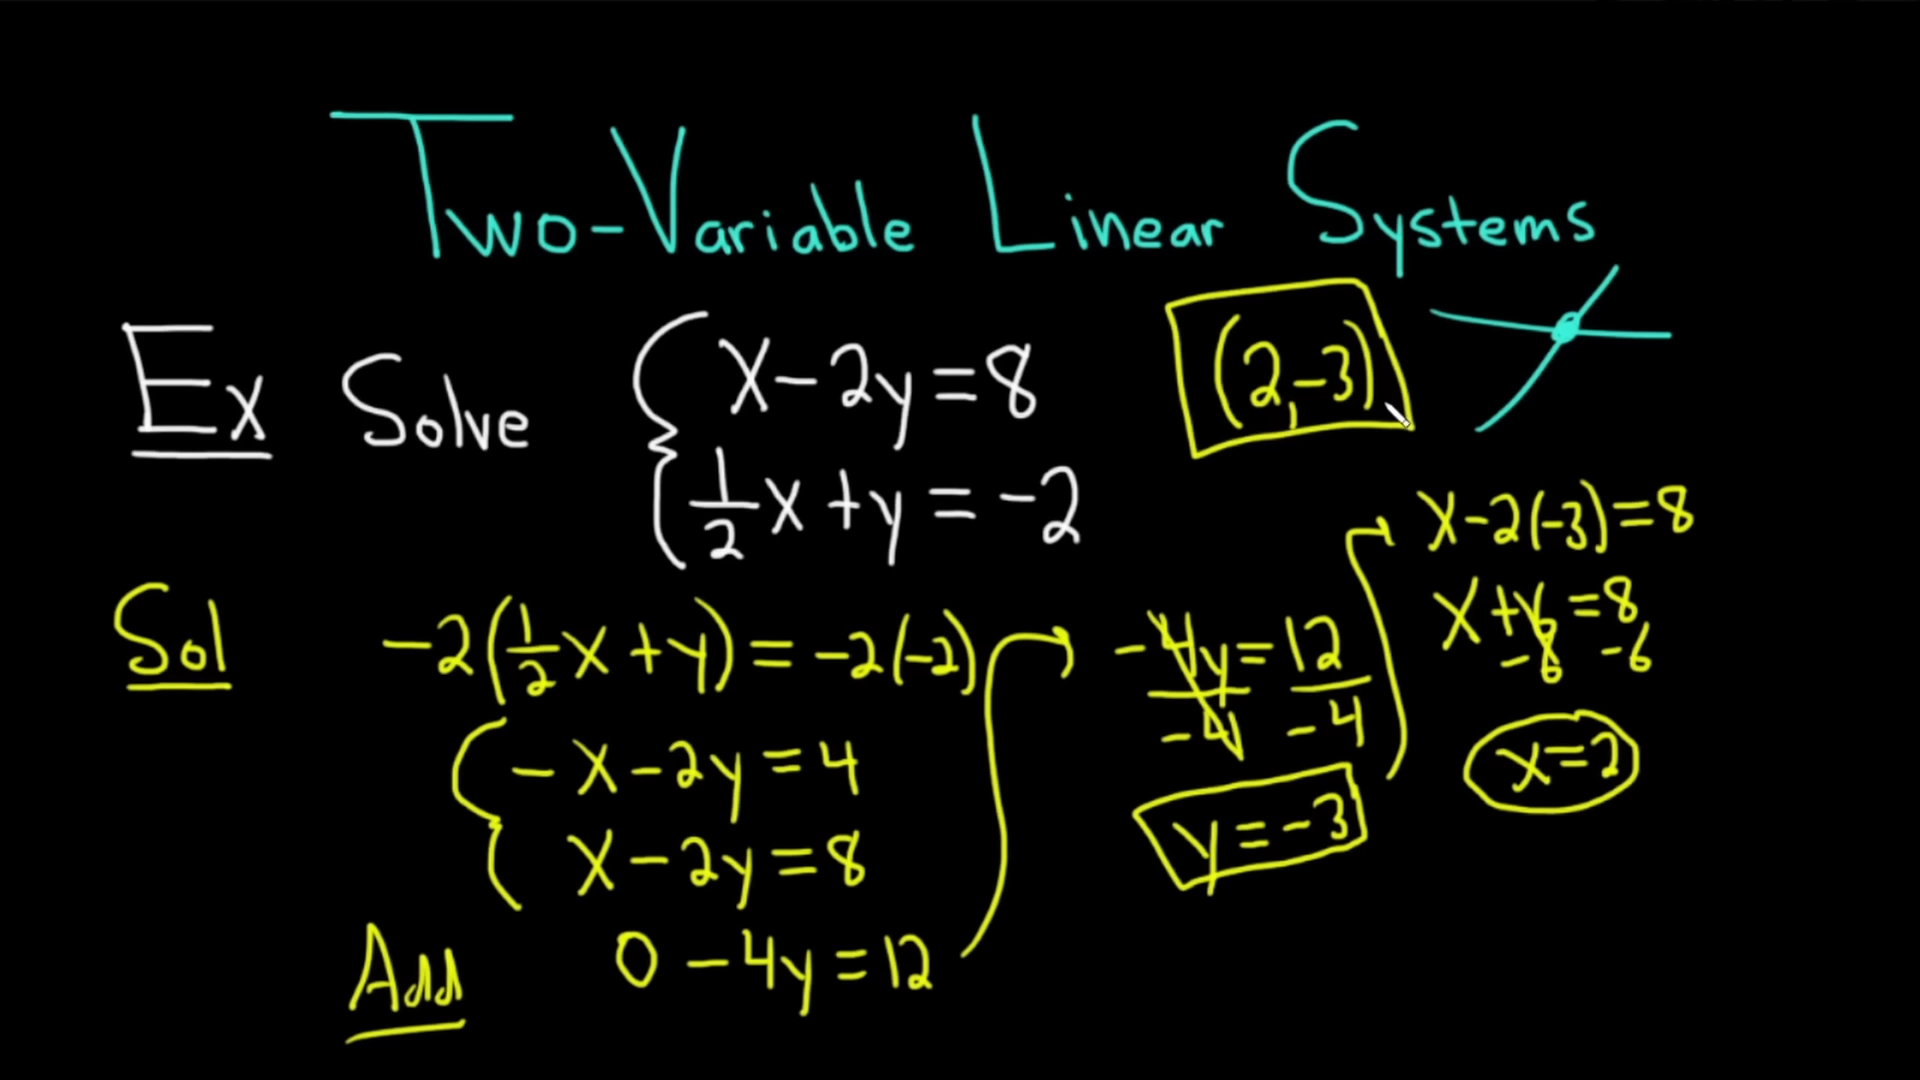 Two-Variable Linear Systems
Ex Solve { x-2y=8
1/2x+y=-2
(2,-3)
Sol -2(1/2x+y)=-2(-2)
{ -x-2y=4
x-2y=8
Add 0-4y=12
-4y=12
-4 -4
y=-3
x-2(-3)=8
x+6=8
-6 -6
x=2